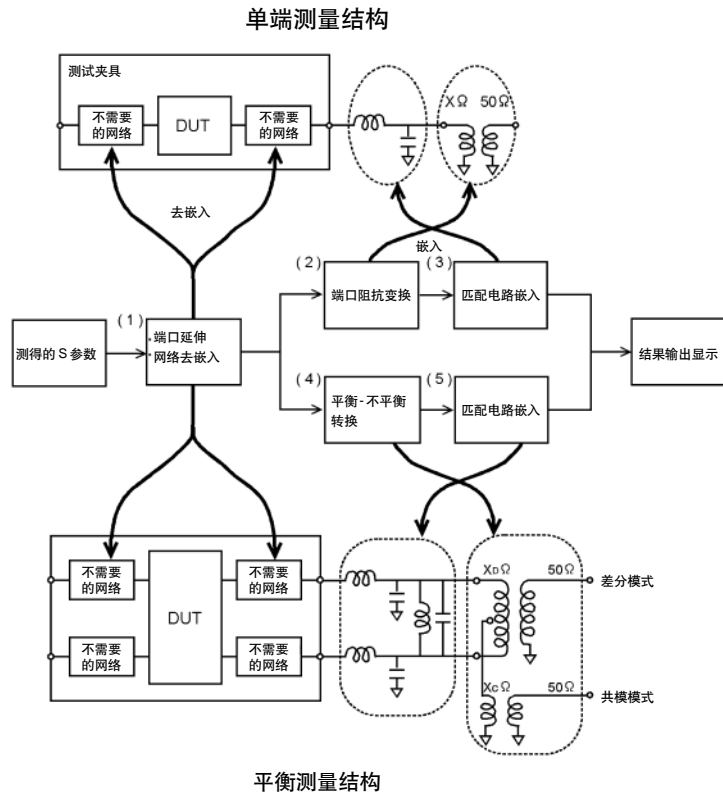 单端测量结构
测试夹具
不需要
的网络
DUT
不需要
的网络
XΩ
50Ω
去嵌入
嵌入
(1)
(2)
(3)
测得的 S 参数
·端口延伸
·网络去嵌入
端口阻抗变换
匹配电路嵌入
结果输出显示
(4)
(5)
平衡-不平衡
转换
匹配电路嵌入
不需要
的网络
不需要
的网络
DUT
不需要
的网络
不需要
的网络
XDΩ
50Ω
差分模式
XCΩ
50Ω
共模模式
平衡测量结构